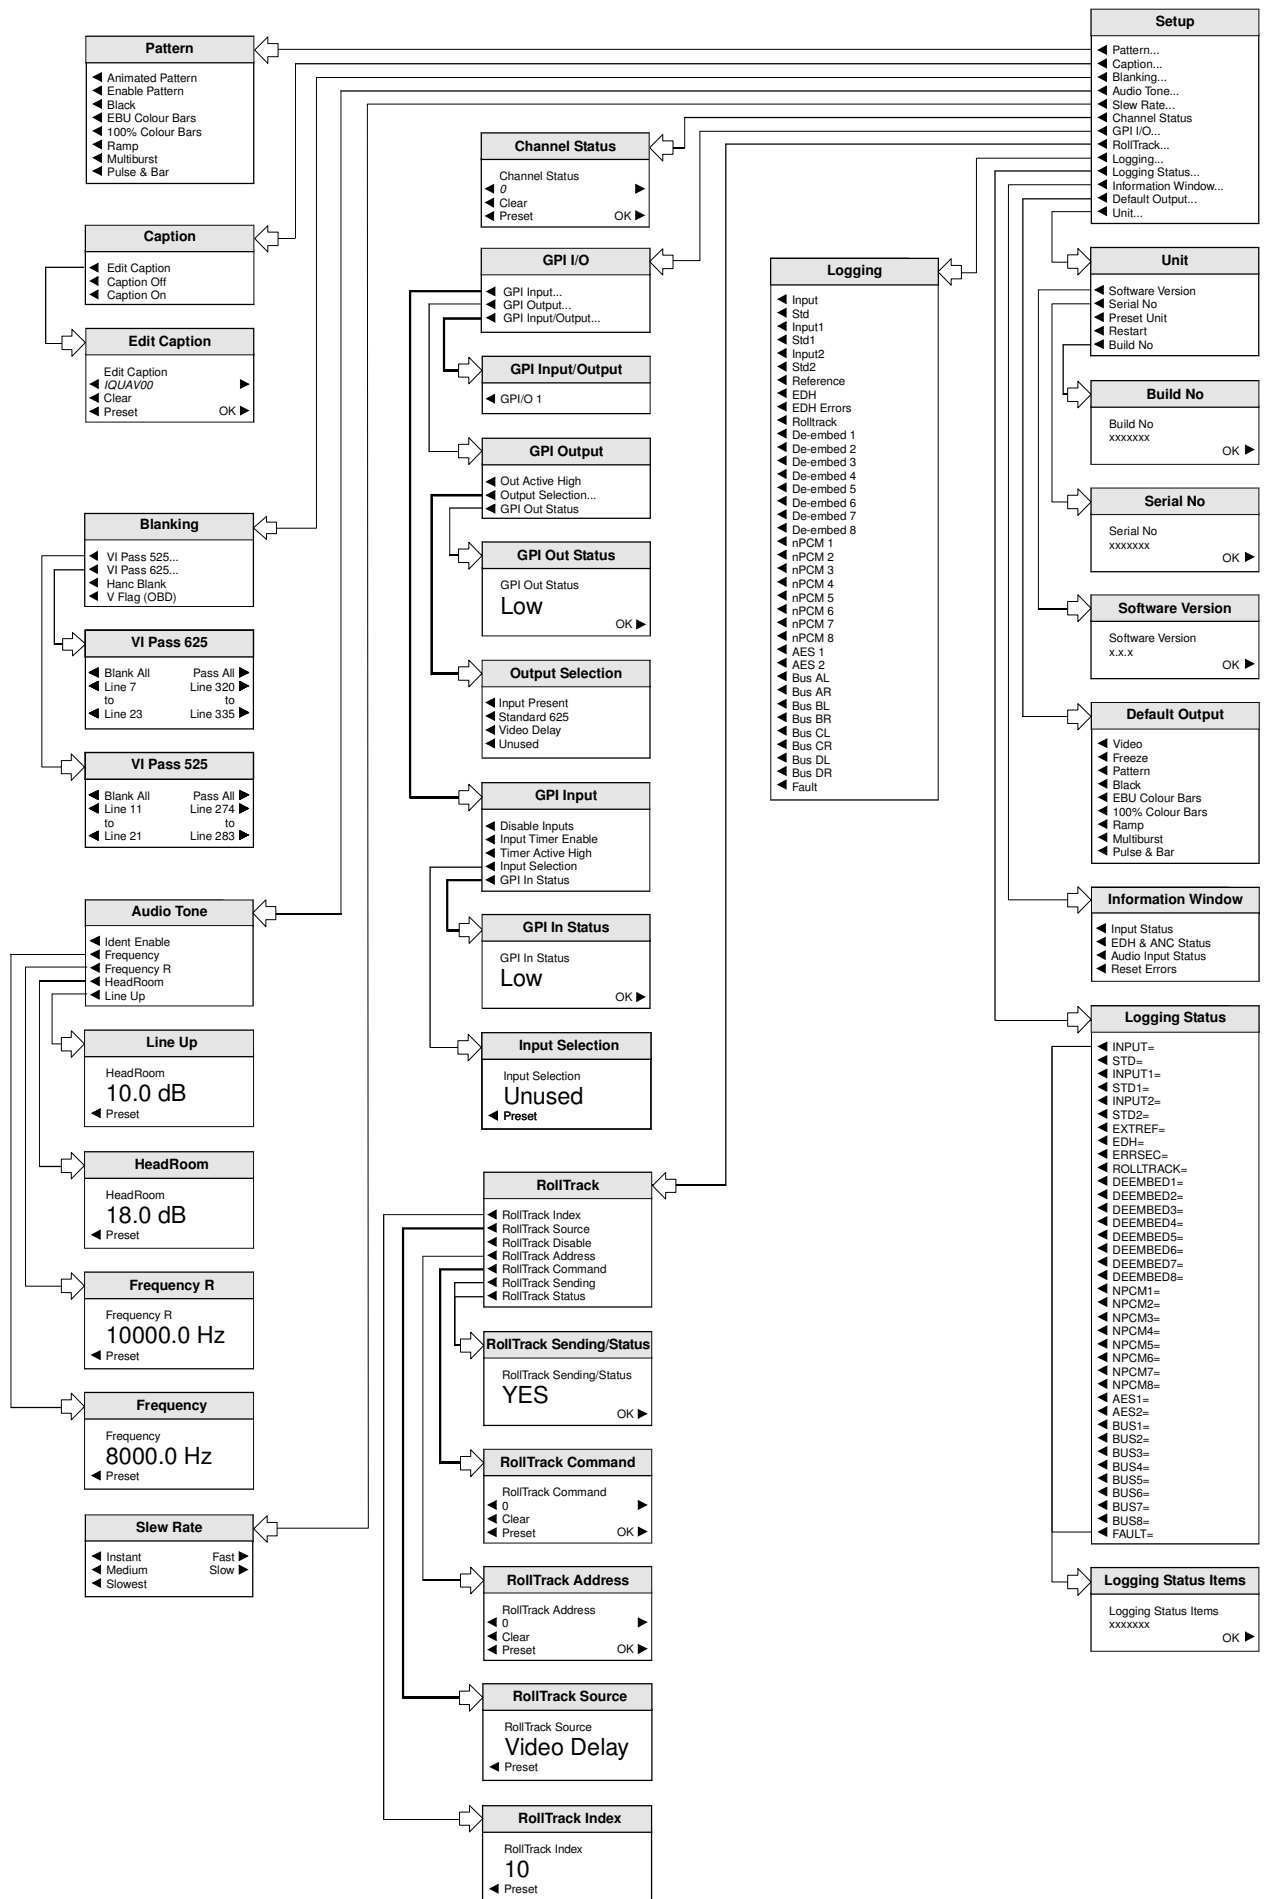 Setup
Pattern...
Caption...
Blanking...
Audio Tone...
Slew Rate...
Channel Status
GPI I/O...
RollTrack...
Logging...
Logging Status...
Information Window...
Default Output...
Unit...
Pattern
Animated Pattern
Enable Pattern
Black
EBU Colour Bars
100% Colour Bars
Ramp
Multiburst
Pulse & Bar
Caption
Edit Caption
Caption Off
Caption On
Edit Caption
Edit Caption
IQUAV00
Clear
Preset OK
Blanking
VI Pass 525...
VI Pass 625...
Hanc Blank
V Flag (OBD)
VI Pass 625
Blank All Pass All
Line 7 Line 320
to to
Line 23 Line 335
VI Pass 525
Blank All Pass All
Line 11 Line 274
to to
Line 21 Line 283
Audio Tone
Ident Enable
Frequency
Frequency R
HeadRoom
Line Up
Line Up
HeadRoom
10.0 dB
Preset
HeadRoom
HeadRoom
18.0 dB
Preset
Frequency R
Frequency R
10000.0 Hz
Preset
Frequency
Frequency
8000.0 Hz
Preset
Slew Rate
Instant Fast
Medium Slow
Slowest
Channel Status
Channel Status
0
Clear
Preset OK
GPI I/O
GPI Input...
GPI Output...
GPI Input/Output...
GPI Input/Output
GPI/O 1
GPI Output
Out Active High
Output Selection...
GPI Out Status
GPI Out Status
GPI Out Status
Low
OK
Output Selection
Input Present
Standard 625
Video Delay
Unused
GPI Input
Disable Inputs
Input Timer Enable
Timer Active High
Input Selection
GPI In Status
GPI In Status
GPI In Status
Low
OK
Input Selection
Input Selection
Unused
Preset
RollTrack
RollTrack Index
RollTrack Source
RollTrack Disable
RollTrack Address
RollTrack Command
RollTrack Sending
RollTrack Status
RollTrack Sending/Status
RollTrack Sending/Status
YES
OK
RollTrack Command
RollTrack Command
0
Clear
Preset OK
RollTrack Address
RollTrack Address
0
Clear
Preset OK
RollTrack Source
RollTrack Source
Video Delay
Preset
RollTrack Index
RollTrack Index
10
Preset
Logging
Input
Std
Input1
Std1
Input2
Std2
Reference
EDH
EDH Errors
Rolltrack
De-embed 1
De-embed 2
De-embed 3
De-embed 4
De-embed 5
De-embed 6
De-embed 7
De-embed 8
nPCM 1
nPCM 2
nPCM 3
nPCM 4
nPCM 5
nPCM 6
nPCM 7
nPCM 8
AES 1
AES 2
Bus AL
Bus AR
Bus BL
Bus BR
Bus CL
Bus CR
Bus DL
Bus DR
Fault
Unit
Software Version
Serial No
Preset Unit
Restart
Build No
Build No
Build No
xxxxxxx
OK
Serial No
Serial No
xxxxxxx
OK
Software Version
Software Version
x.x.x
OK
Default Output
Video
Freeze
Pattern
Black
EBU Colour Bars
100% Colour Bars
Ramp
Multiburst
Pulse & Bar
Information Window
Input Status
EDH & ANC Status
Audio Input Status
Reset Errors
Logging Status
INPUT=
STD=
INPUT1=
STD1=
INPUT2=
STD2=
EXTREF=
EDH=
ERRSEC=
ROLLTRACK=
DEEMBED1=
DEEMBED2=
DEEMBED3=
DEEMBED4=
DEEMBED5=
DEEMBED6=
DEEMBED7=
DEEMBED8=
NPCM1=
NPCM2=
NPCM3=
NPCM4=
NPCM5=
NPCM6=
NPCM7=
NPCM8=
AES1=
AES2=
BUS1=
BUS2=
BUS3=
BUS4=
BUS5=
BUS6=
BUS7=
BUS8=
FAULT=
Logging Status Items
Logging Status Items
xxxxxxx
OK